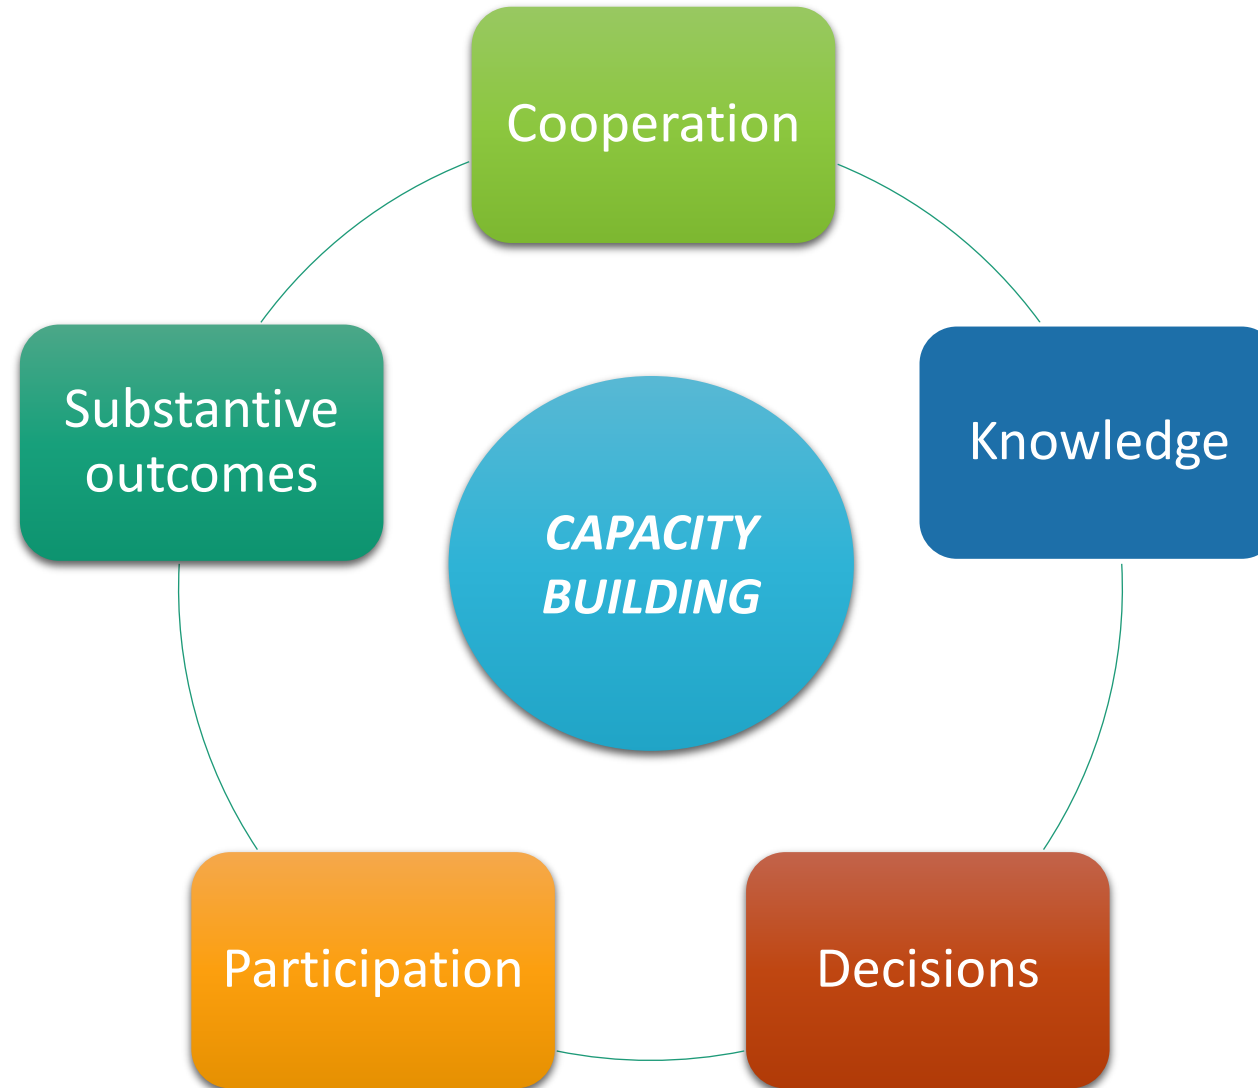 Cooperation
Knowledge
Substantive
outcomes
CAPACITY
BUILDING
Participation
Decisions